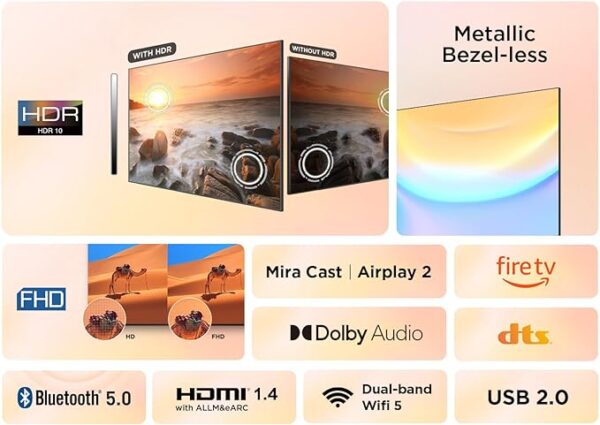 WITH HDR
WITHOUT HDR
Metallic
Bezel-less
HDR
HDR 10
FHD
HD
FHD
Mira Cast | Airplay 2
fire tv
Dolby Audio
dts
Bluetooth® 5.0
HDMI 1.4
with ALLM&eARC
Dual-band
Wifi 5
USB 2.0